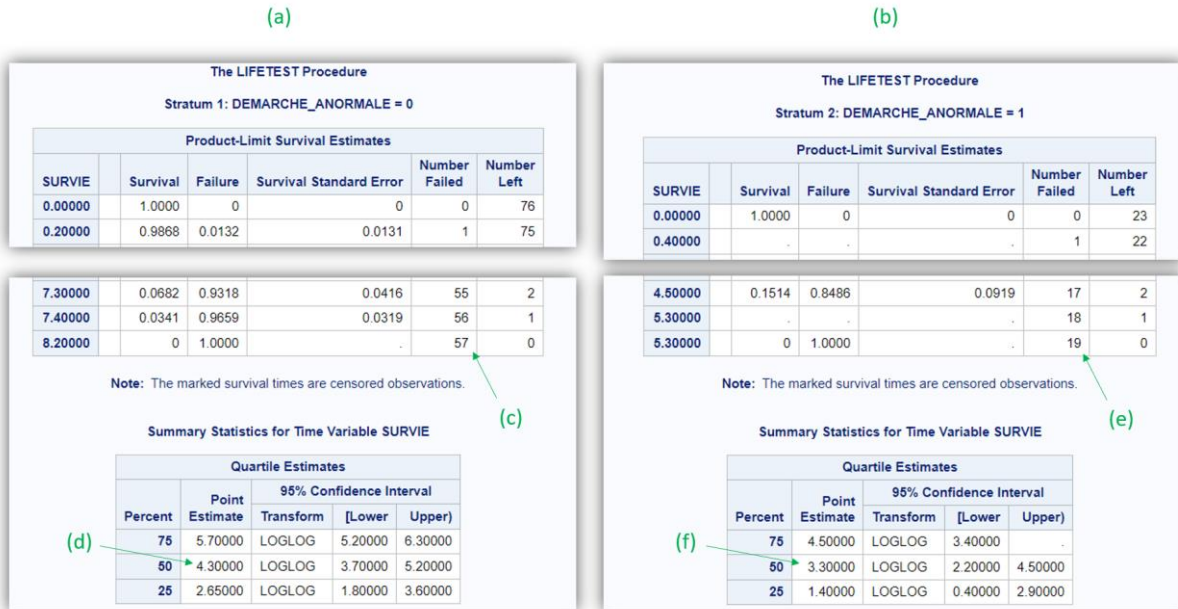 (a)
The LIFETEST Procedure
Stratum 1: DEMARCHE_ANORMALE = 0
Product-Limit Survival Estimates
SURVIE Survival Failure Survival Standard Error Number Failed Number Left
0.00000 1.0000 0 0 0 76
0.20000 0.9868 0.0132 0.0131 1 75
7.30000 0.0682 0.9318 0.0416 55 2
7.40000 0.0341 0.9659 0.0319 56 1
8.20000 0 1.0000 . 57 0
Note: The marked survival times are censored observations.
(c)
Summary Statistics for Time Variable SURVIE
Quartile Estimates
Percent Point Estimate 95% Confidence Interval
Transform [Lower Upper)
75 5.70000 LOGLOG 5.20000 6.30000
(d)
50 4.30000 LOGLOG 3.70000 5.20000
25 2.65000 LOGLOG 1.80000 3.60000
(b)
The LIFETEST Procedure
Stratum 2: DEMARCHE_ANORMALE = 1
Product-Limit Survival Estimates
SURVIE Survival Failure Survival Standard Error Number Failed Number Left
0.00000 1.0000 0 0 0 23
0.40000 . . . 1 22
4.50000 0.1514 0.8486 0.0919 17 2
5.30000 . . . 18 1
5.30000 0 1.0000 . 19 0
Note: The marked survival times are censored observations.
(e)
Summary Statistics for Time Variable SURVIE
Quartile Estimates
Percent Point Estimate 95% Confidence Interval
Transform [Lower Upper)
75 4.50000 LOGLOG 3.40000 .
(f)
50 3.30000 LOGLOG 2.20000 4.50000
25 1.40000 LOGLOG 0.40000 2.90000